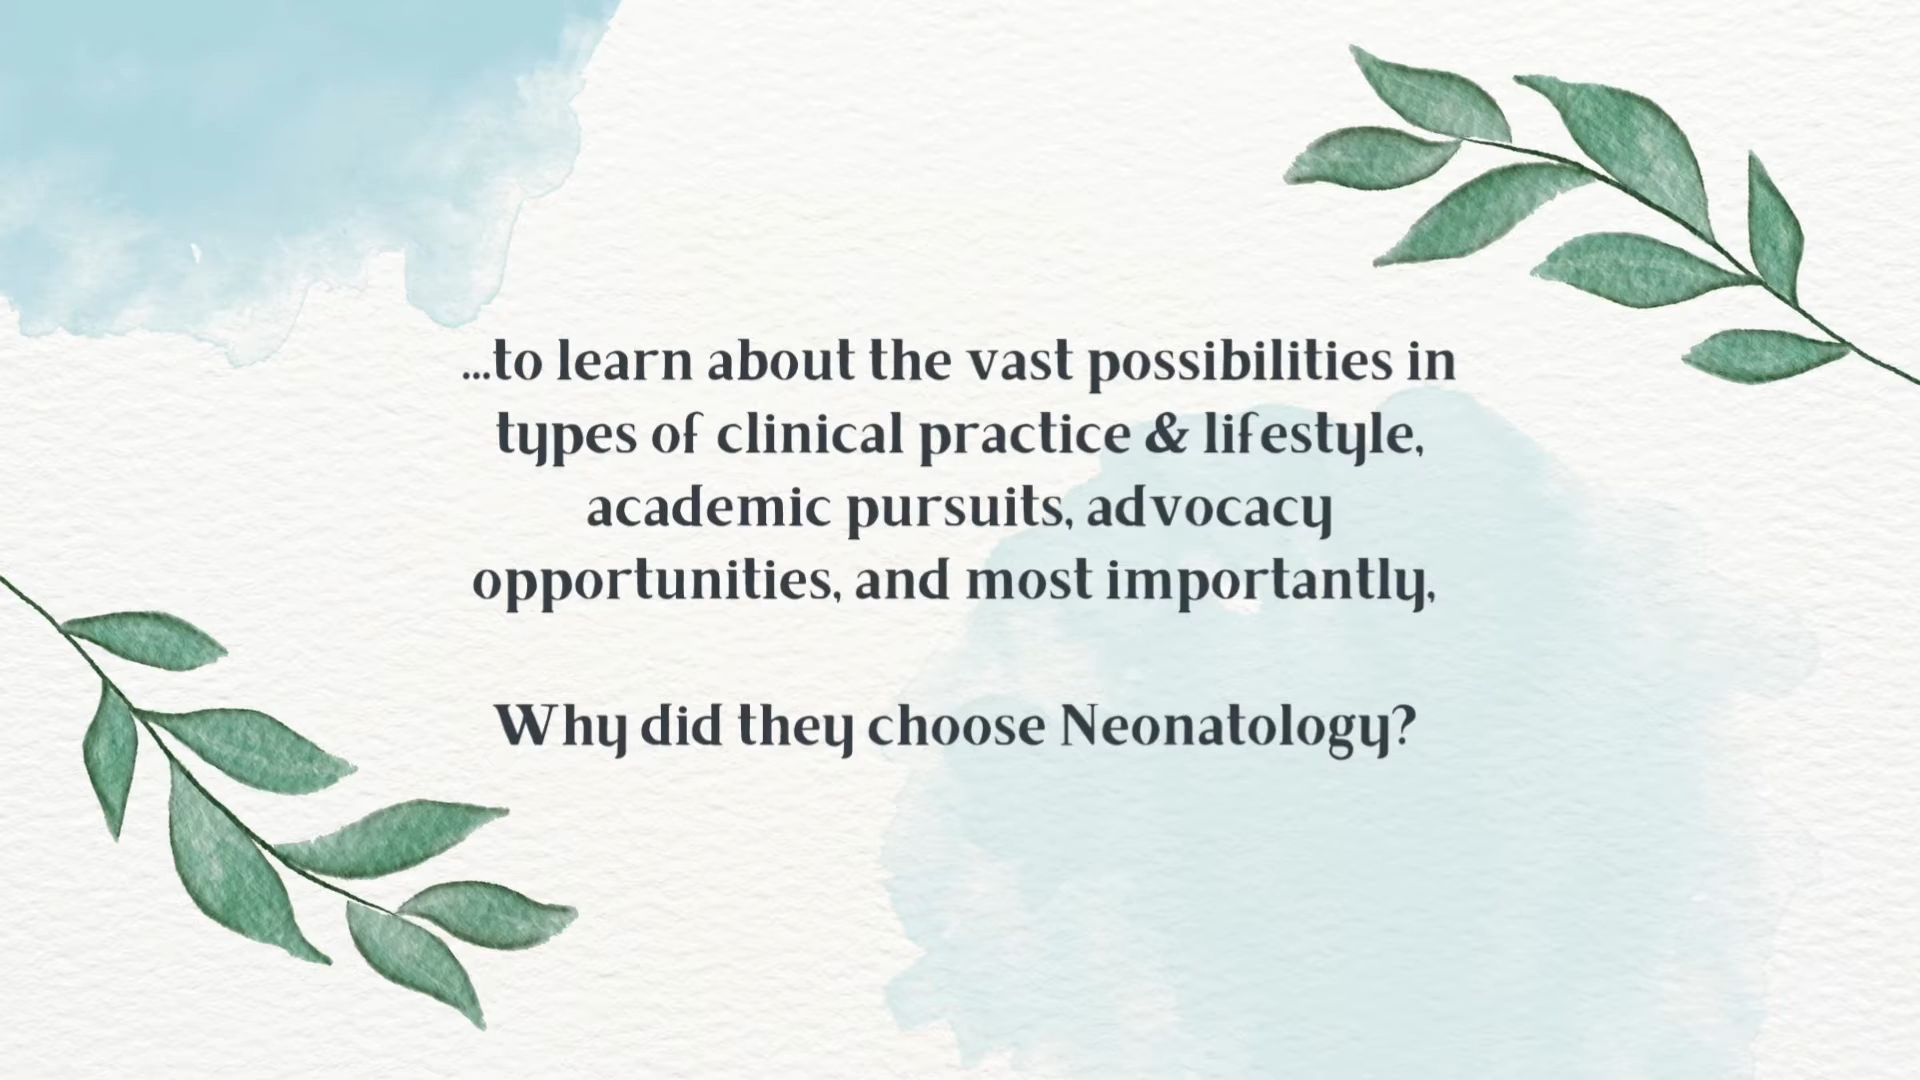 ...to learn about the vast possibilities in
types of clinical practice & lifestyle,
academic pursuits, advocacy
opportunities, and most importantly,
Why did they choose Neonatology?